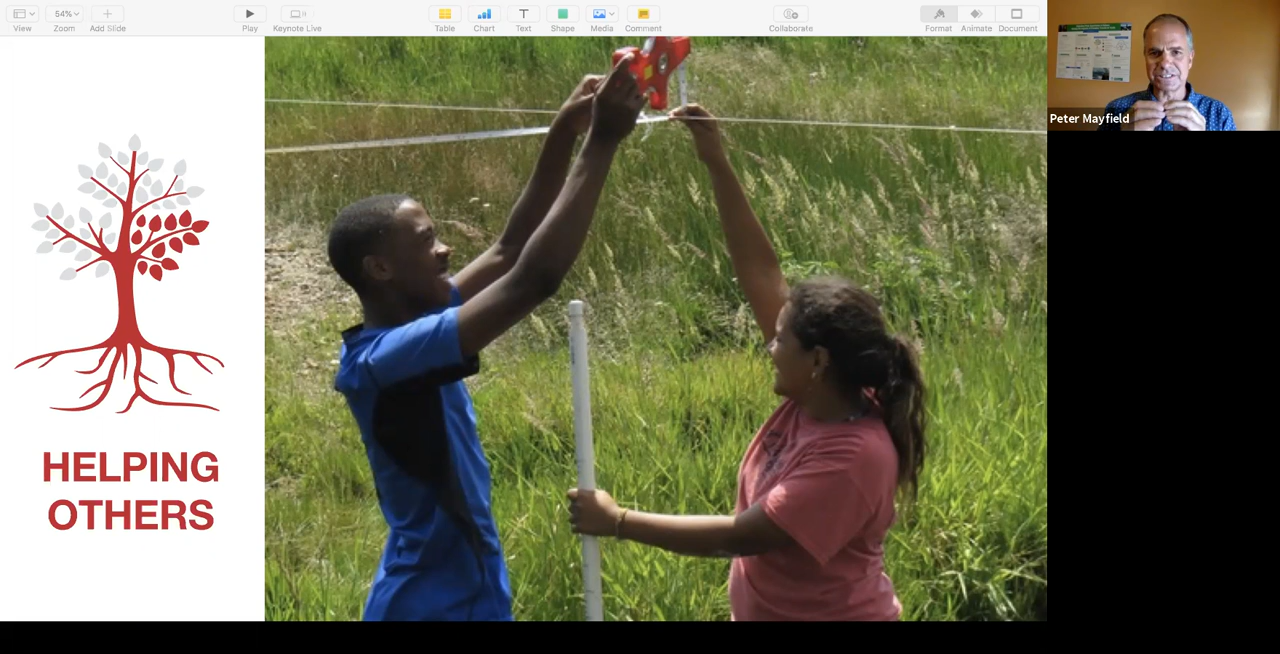 54%
View
Zoom
Add Slide
Play
Keynote Live
Table
Chart
Text
Shape
Media
Comment
Collaborate
Format
Animate
Document
Peter Mayfield
HELPING
OTHERS